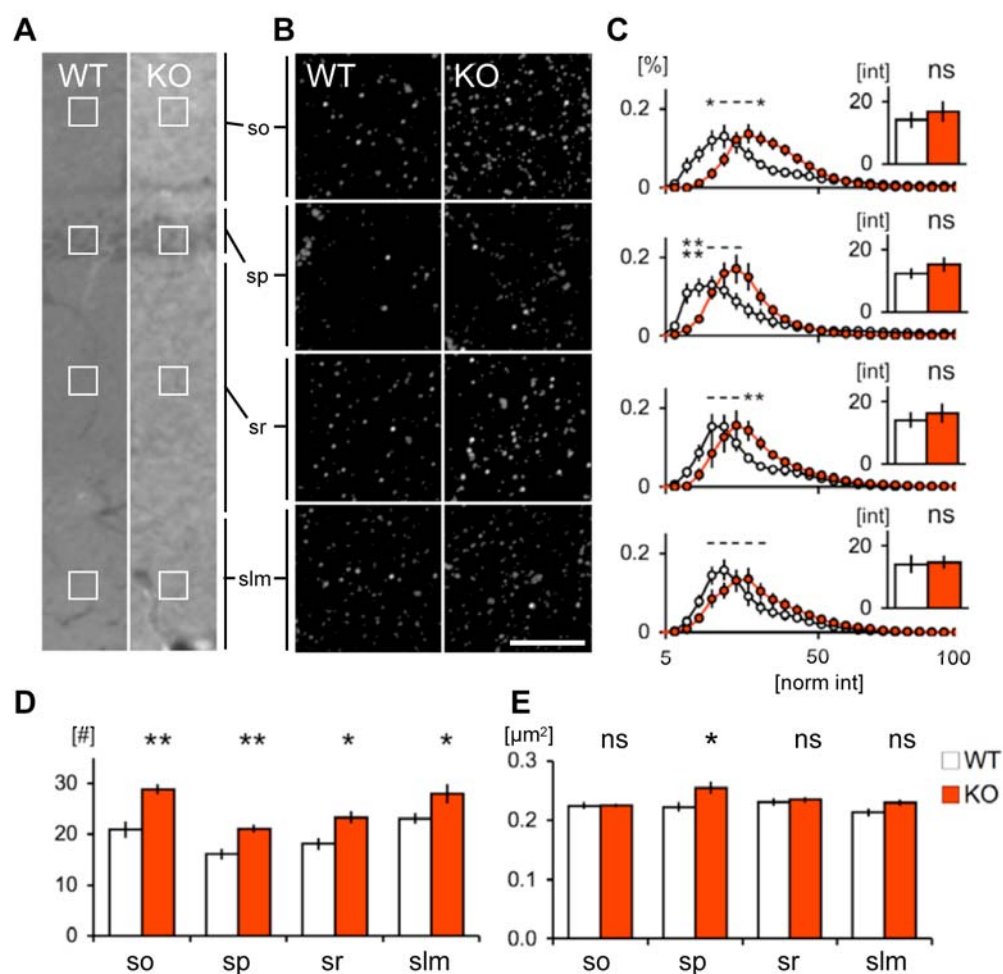 A
WT KO
so
sp
sr
slm
B
WT KO
C
[%]
* - - - - *
0.2
0
[int] ns
20
0
** - - - -
**
0.2
0
[int] ns
20
0
- - - - **
0.2
0
[int] ns
20
0
- - - - - -
0.2
0
[int] ns
20
0
5 50 100
[norm int]
D
[#]
** ** * *
30
20
10
0
so sp sr slm
E
[µm²]
ns * ns ns
0.3
0.2
0.1
0.0
so sp sr slm
WT
KO